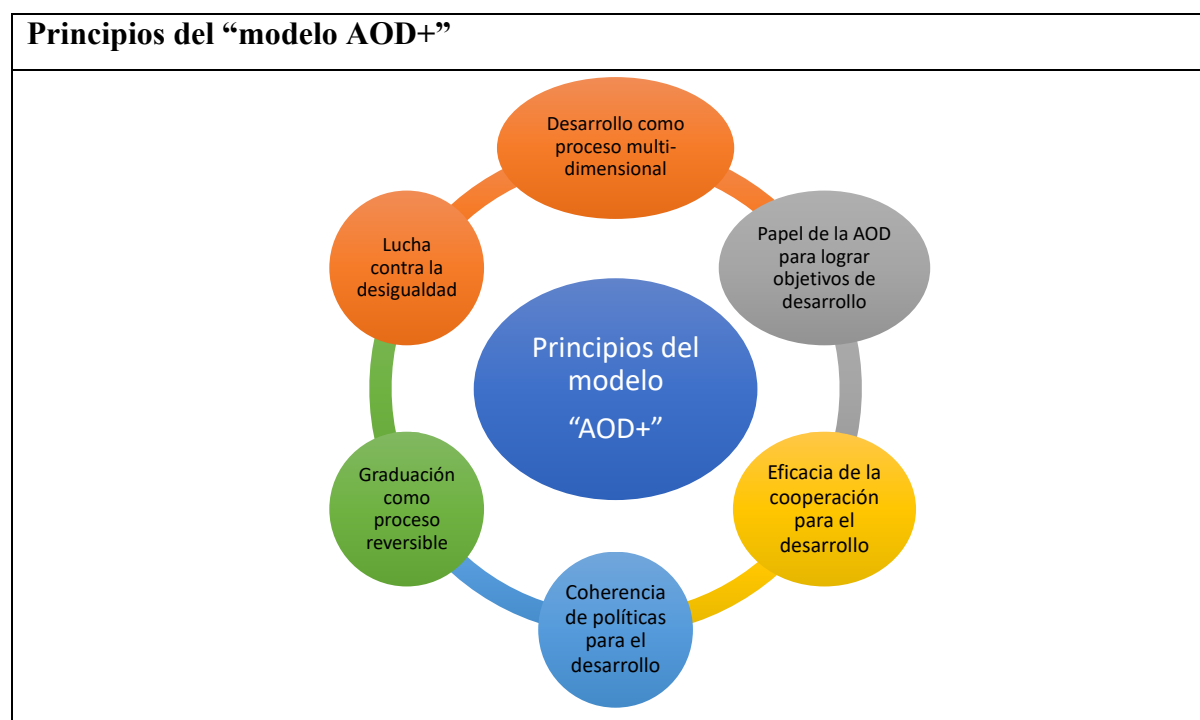 Principios del “modelo AOD+”
Desarrollo como
proceso multi-
dimensional
Papel de la AOD
para lograr
objetivos de
desarrollo
Eficacia de la
cooperación
para el
desarrollo
Coherencia
de políticas
para el
desarrollo
Graduación
como
proceso
reversible
Lucha
contra la
desigualdad
Principios del
modelo
“AOD+”